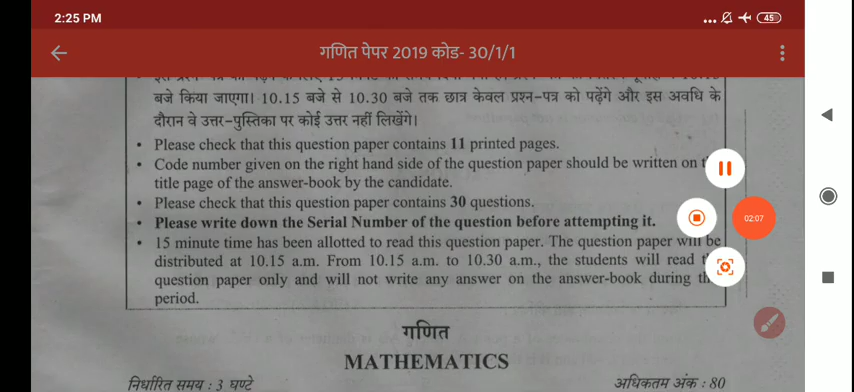 2:25 PM
45
गणित पेपर 2019 कोड- 30/1/1
बजे किया जाएगा। 10.15 बजे से 10.30 बजे तक छात्र केवल प्रश्न-पत्र को पढ़ेंगे और इस अवधि के
दौरान वे उत्तर-पुस्तिका पर कोई उत्तर नहीं लिखेंगे।
• Please check that this question paper contains 11 printed pages.
• Code number given on the right hand side of the question paper should be written on
title page of the answer-book by the candidate.
• Please check that this question paper contains 30 questions.
• Please write down the Serial Number of the question before attempting it.
• 15 minute time has been allotted to read this question paper. The question paper will be
distributed at 10.15 a.m. From 10.15 a.m. to 10.30 a.m., the students will read
question paper only and will not write any answer on the answer-book during
period.
02:07
गणित
MATHEMATICS
निर्धारित समय : 3 घण्टे
अधिकतम अंक : 80